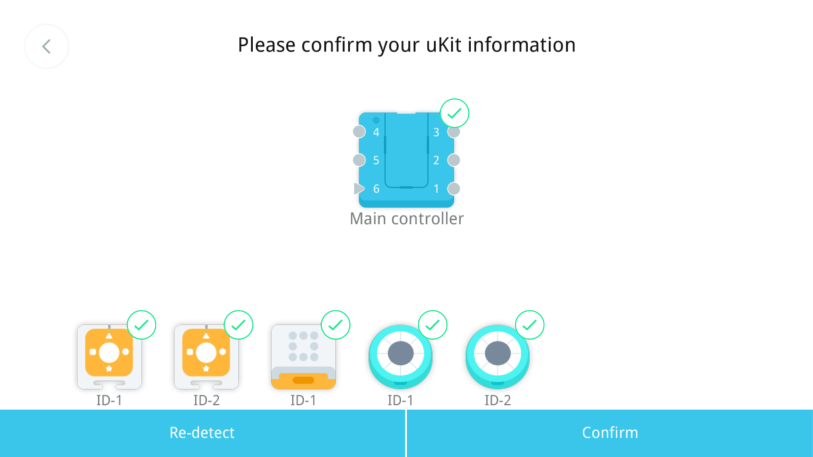 Please confirm your uKit information
4 3
5 2
6 1
Main controller
ID-1 ID-2 ID-1 ID-1 ID-2
Re-detect Confirm